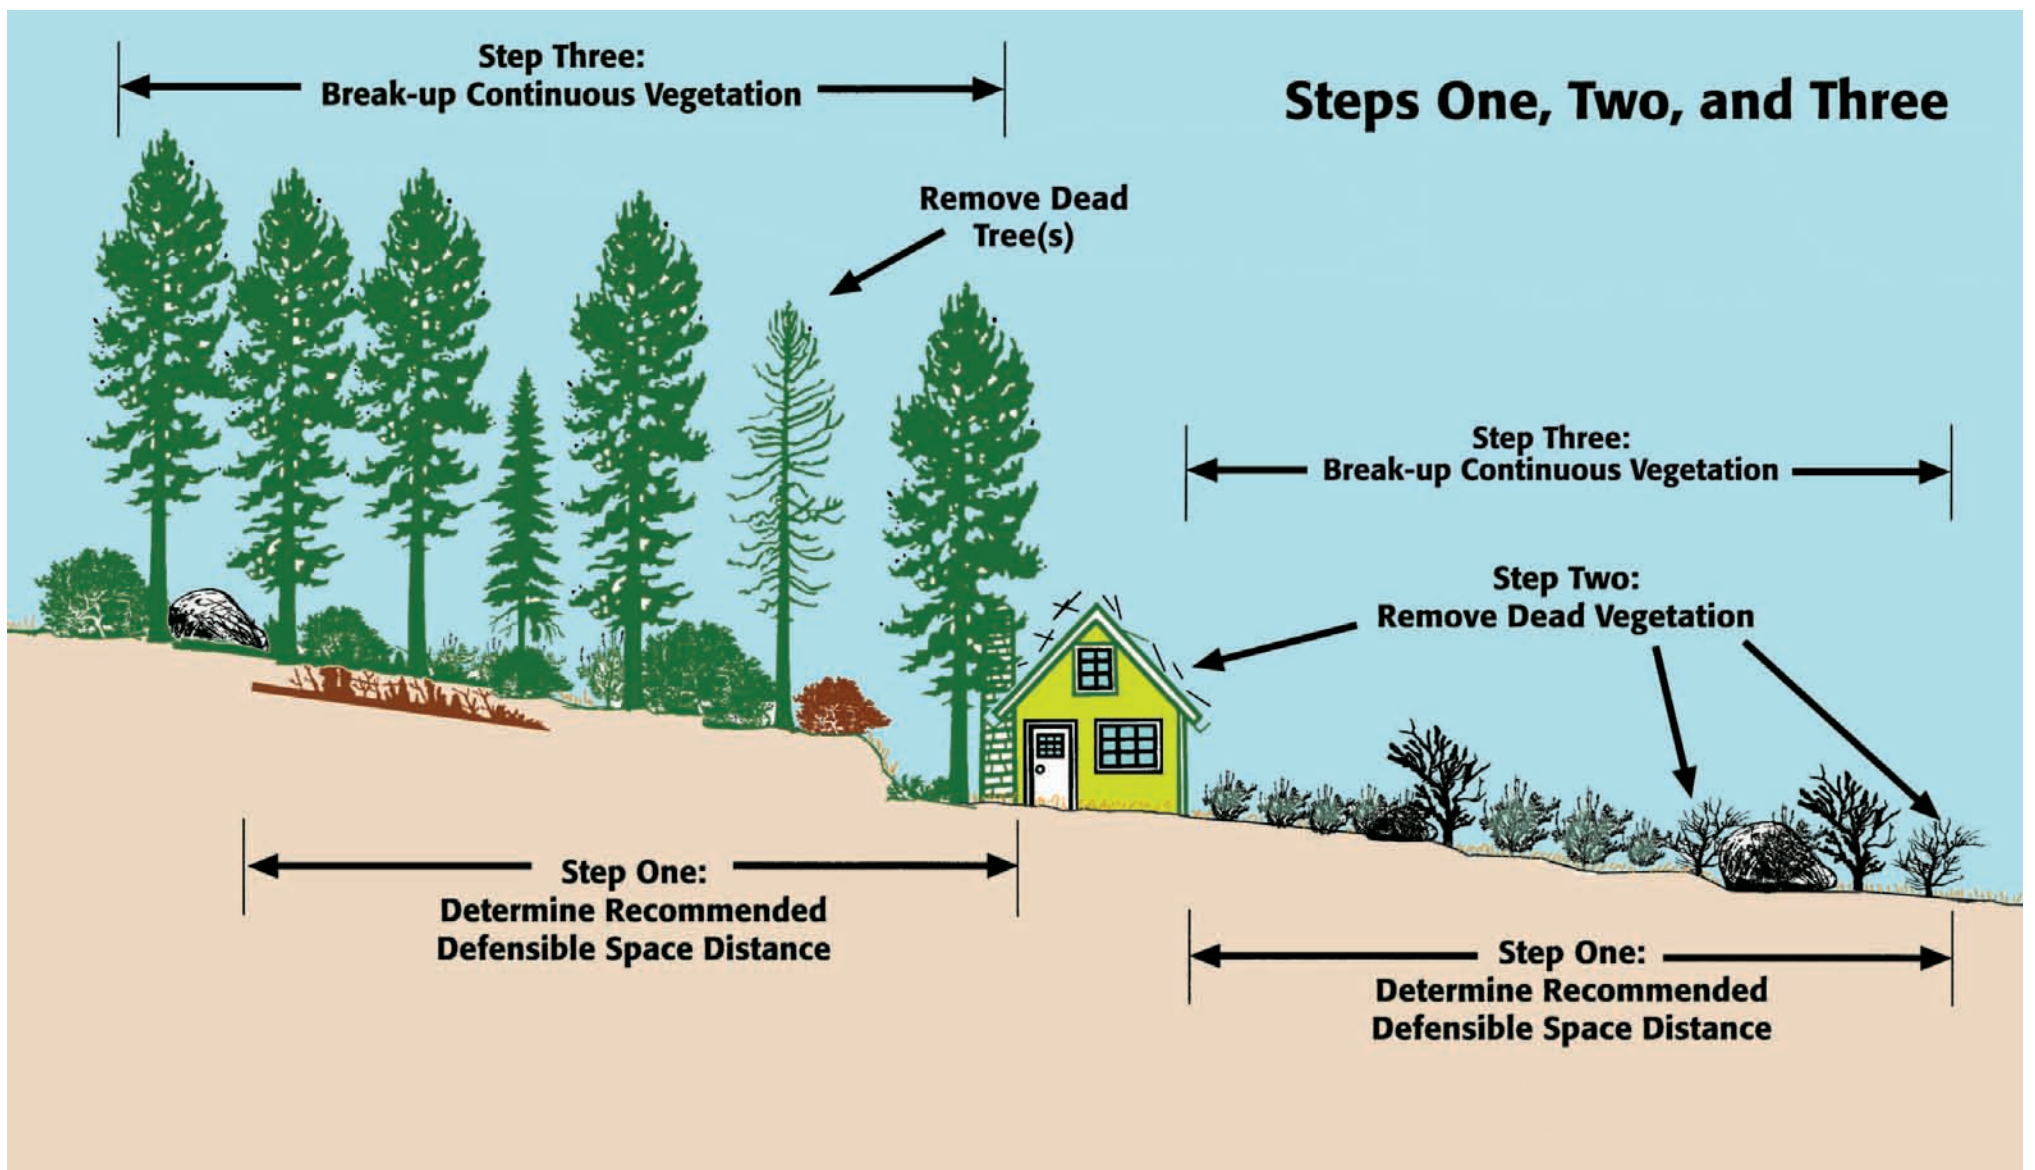 Step Three:
Break-up Continuous Vegetation
Steps One, Two, and Three
Remove Dead
Tree(s)
Step Three:
Break-up Continuous Vegetation
Step Two:
Remove Dead Vegetation
Step One:
Determine Recommended
Defensible Space Distance
Step One:
Determine Recommended
Defensible Space Distance